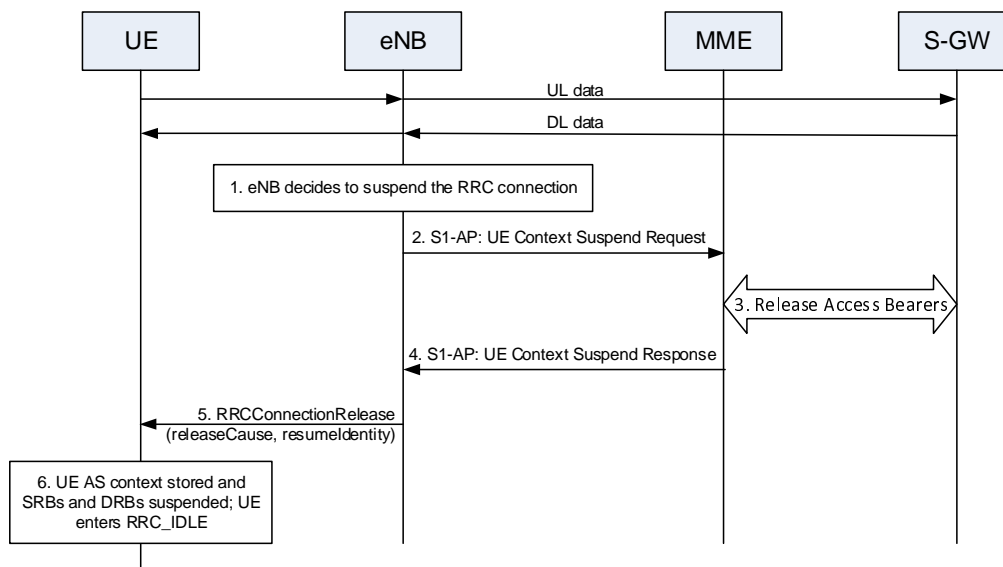 UE
eNB
MME
S-GW
UL data
DL data
1. eNB decides to suspend the RRC connection
2. S1-AP: UE Context Suspend Request
3. Release Access Bearers
4. S1-AP: UE Context Suspend Response
5. RRCConnectionRelease
(releaseCause, resumeIdentity)
6. UE AS context stored and
SRBs and DRBs suspended; UE
enters RRC_IDLE